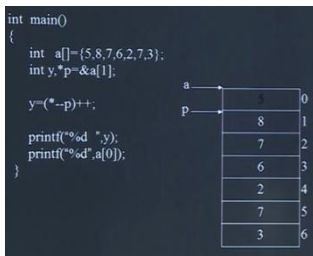 int main()
{
int a[]={5,8,7,6,2,7,3};
int y,*p=&a[1];
y=(*--p)++;
printf("%d ",y);
printf("%d",a[0]);
}
a
p
5 0
8 1
7 2
6 3
2 4
7 5
3 6